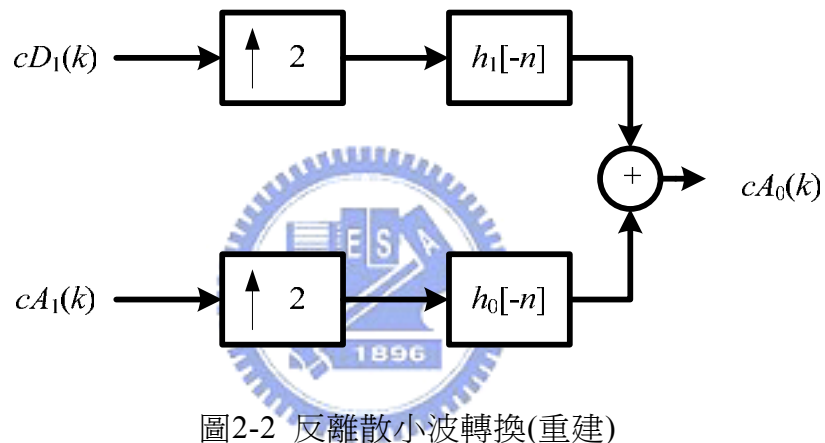 cD₁(k) ↑ 2 h₁[-n]
+ cA₀(k)
E S A
cA₁(k) ↑ 2 h₀[-n]
1896
圖2-2 反離散小波轉換(重建)